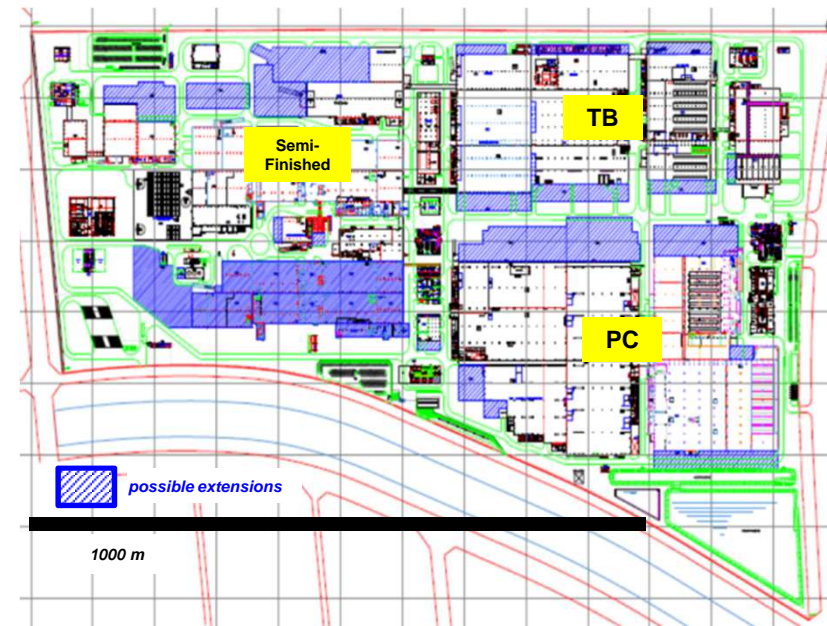 TB
Semi-
Finished
PC
possible extensions
1000 m